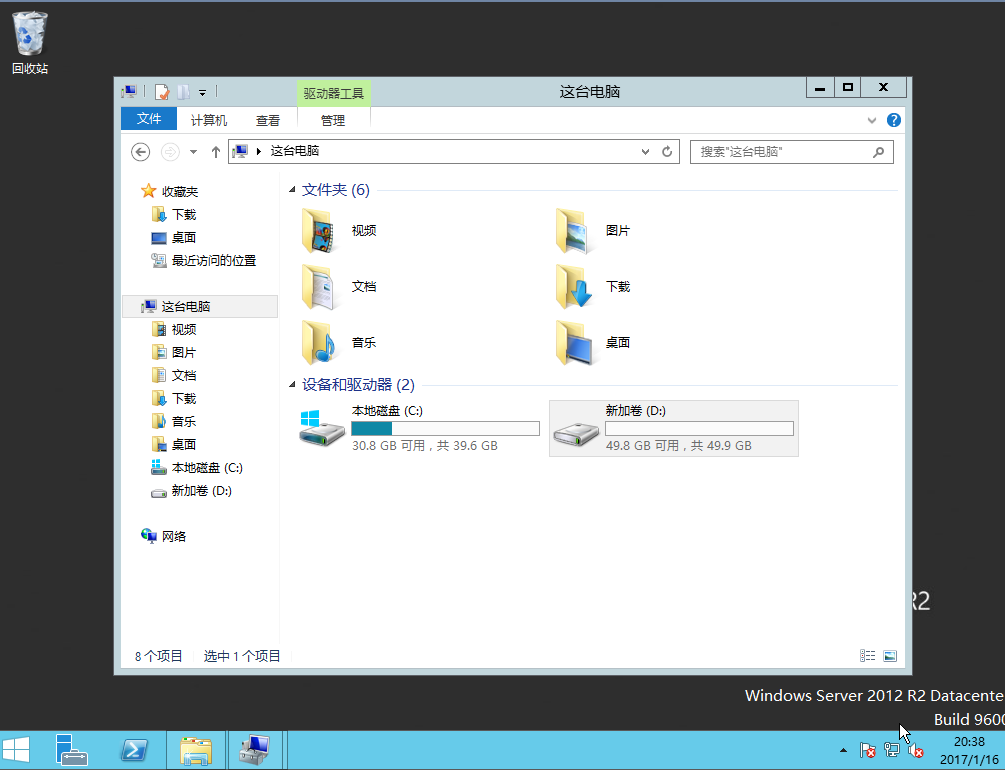 回收站
驱动器工具
这台电脑
文件
计算机
查看
管理
这台电脑
搜索"这台电脑"
收藏夹
下载
桌面
最近访问的位置
这台电脑
视频
图片
文档
下载
音乐
桌面
本地磁盘 (C:)
新加卷 (D:)
网络
文件夹 (6)
视频
图片
文档
下载
音乐
桌面
设备和驱动器 (2)
本地磁盘 (C:)
30.8 GB 可用，共 39.6 GB
新加卷 (D:)
49.8 GB 可用，共 49.9 GB
8 个项目
选中 1 个项目
R2
Windows Server 2012 R2 Datacente
Build 9600
20:38
2017/1/16